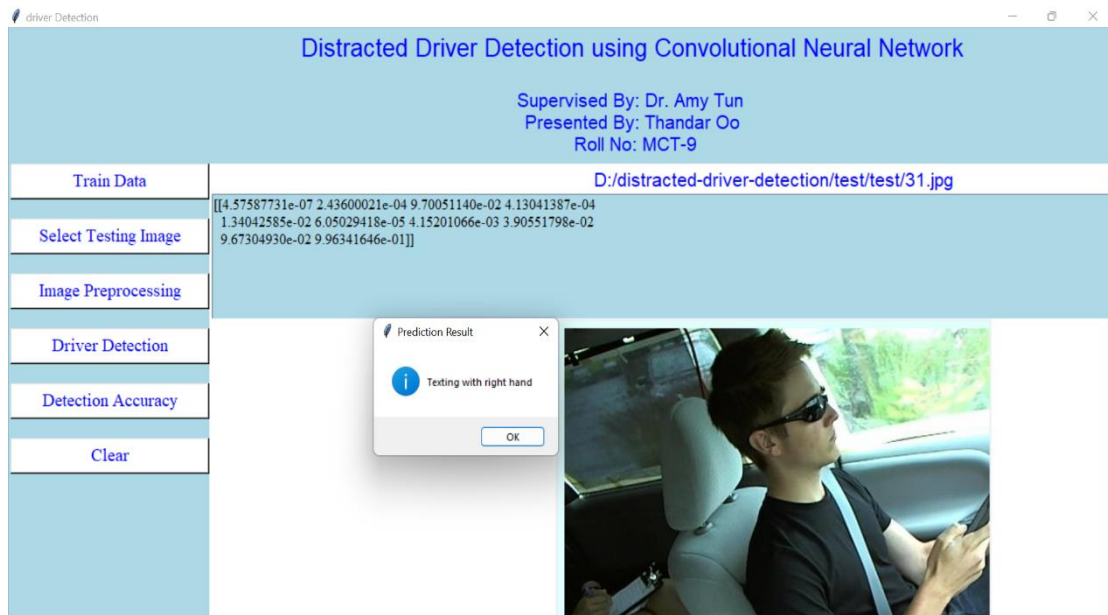 driver Detection
Distracted Driver Detection using Convolutional Neural Network
Supervised By: Dr. Amy Tun
Presented By: Thandar Oo
Roll No: MCT-9
Train Data
D:/distracted-driver-detection/test/test/31.jpg
[[4.57587731e-07 2.43600021e-04 9.70051140e-02 4.13041387e-04
1.34042585e-02 6.05029418e-05 4.15201066e-03 3.90551798e-02
9.67304930e-02 9.96341646e-01]]
Select Testing Image
Image Preprocessing
Driver Detection
Detection Accuracy
Clear
Prediction Result
Texting with right hand
OK